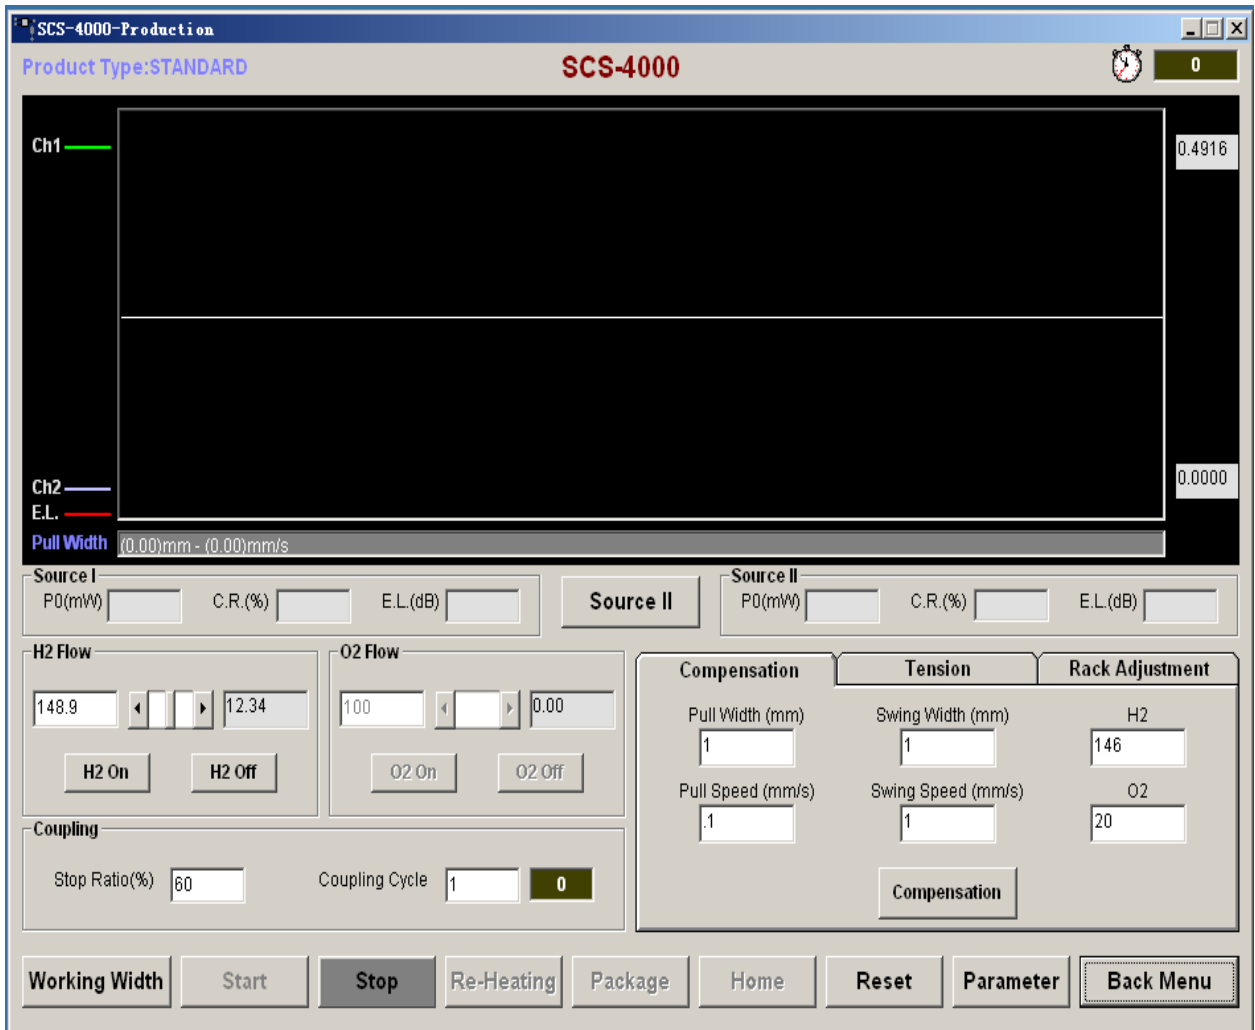 SCS-4000-Production
Product Type:STANDARD
SCS-4000
0
Ch1
0.4916
Ch2
0.0000
E.L.
Pull Width
(0.00)mm - (0.00)mm/s
Source I
P0(mW)
C.R.(%)
E.L.(dB)
Source II
Source II
P0(mW)
C.R.(%)
E.L.(dB)
H2 Flow
148.9
12.34
H2 On
H2 Off
O2 Flow
100
0.00
O2 On
O2 Off
Coupling
Stop Ratio(%)
60
Coupling Cycle
1
0
Compensation
Tension
Rack Adjustment
Pull Width (mm)
Swing Width (mm)
H2
1
1
146
Pull Speed (mm/s)
Swing Speed (mm/s)
O2
.1
1
20
Compensation
Working Width
Start
Stop
Re-Heating
Package
Home
Reset
Parameter
Back Menu